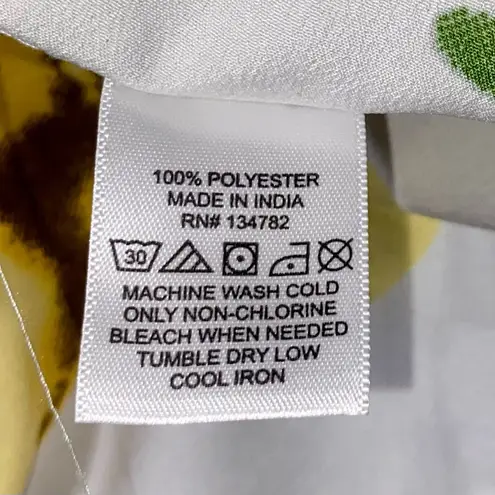 100% POLYESTER
MADE IN INDIA
RN# 134782
30
MACHINE WASH COLD
ONLY NON-CHLORINE
BLEACH WHEN NEEDED
TUMBLE DRY LOW
COOL IRON